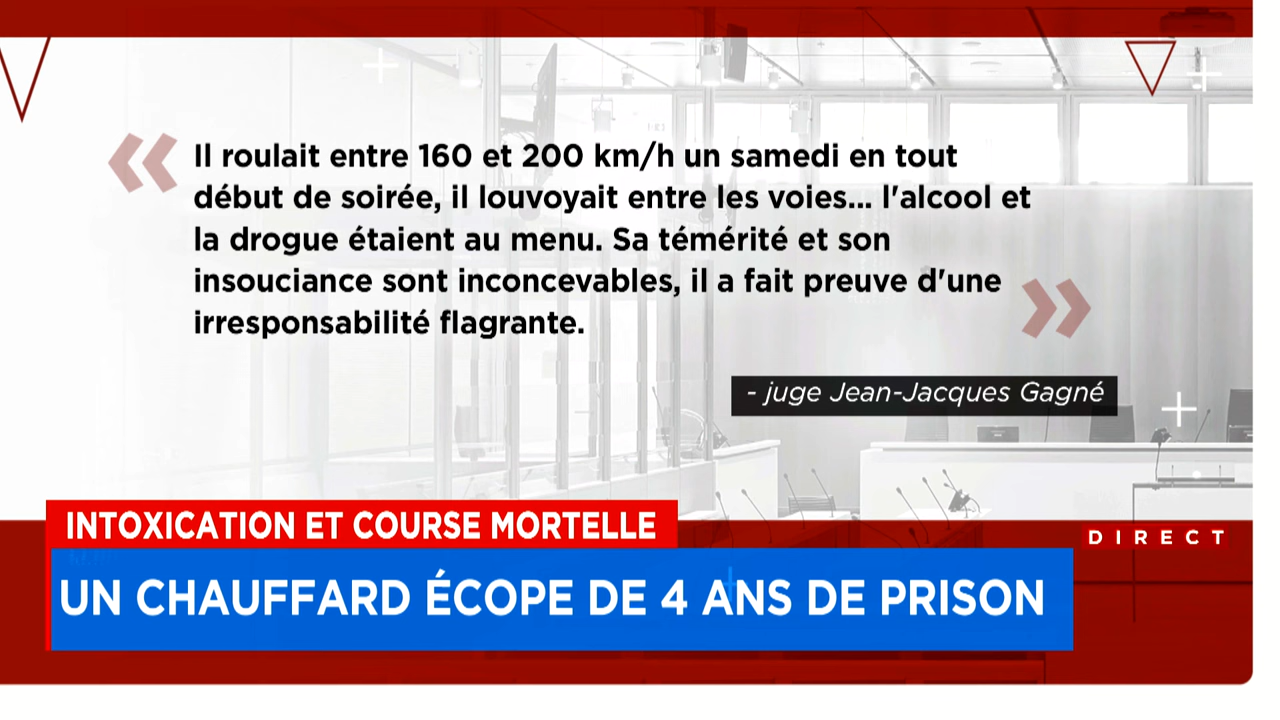 «
Il roulait entre 160 et 200 km/h un samedi en tout
début de soirée, il louvoyait entre les voies... l'alcool et
la drogue étaient au menu. Sa témérité et son
insouciance sont inconcevables, il a fait preuve d'une
irresponsabilité flagrante.
»
- juge Jean-Jacques Gagné
INTOXICATION ET COURSE MORTELLE
DIRECT
UN CHAUFFARD ÉCOPE DE 4 ANS DE PRISON